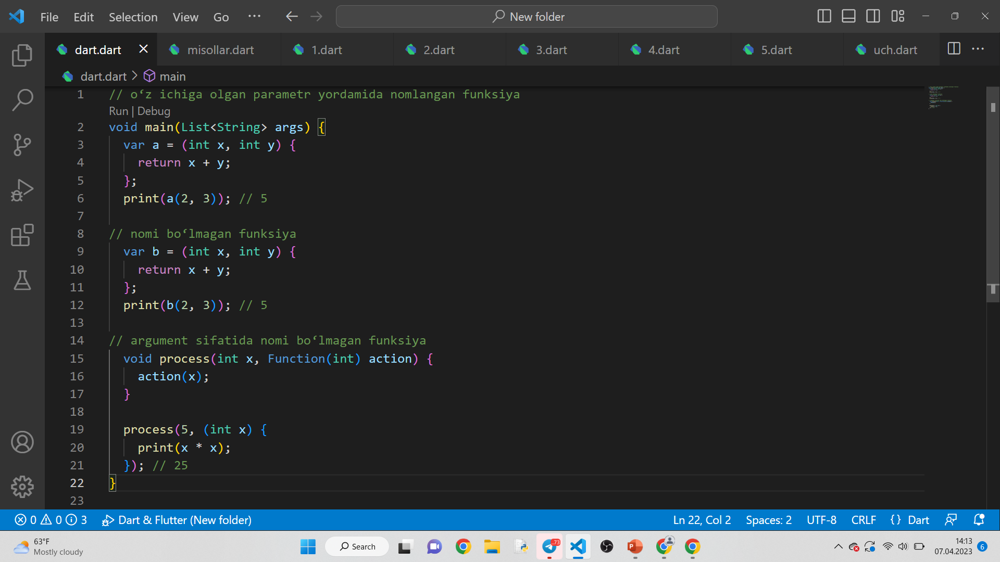 File Edit Selection View Go ··· New folder
dart.dart misollar.dart 1.dart 2.dart 3.dart 4.dart 5.dart uch.dart ···
dart.dart > main
1 // o‘z ichiga olgan parametr yordamida nomlangan funksiya
Run | Debug
2 void main(List<String> args) {
3 var a = (int x, int y) {
4 return x + y;
5 };
6 print(a(2, 3)); // 5
7
8 // nomi bo‘lmagan funksiya
9 var b = (int x, int y) {
10 return x + y;
11 };
12 print(b(2, 3)); // 5
13
14 // argument sifatida nomi bo‘lmagan funksiya
15 void process(int x, Function(int) action) {
16 action(x);
17 }
18
19 process(5, (int x) {
20 print(x * x);
21 }); // 25
22 }
23
0 0 3 Dart & Flutter (New folder) Ln 22, Col 2 Spaces: 2 UTF-8 CRLF {} Dart
63°F
Mostly cloudy
Search
..73
P
14:13
07.04.2023
6